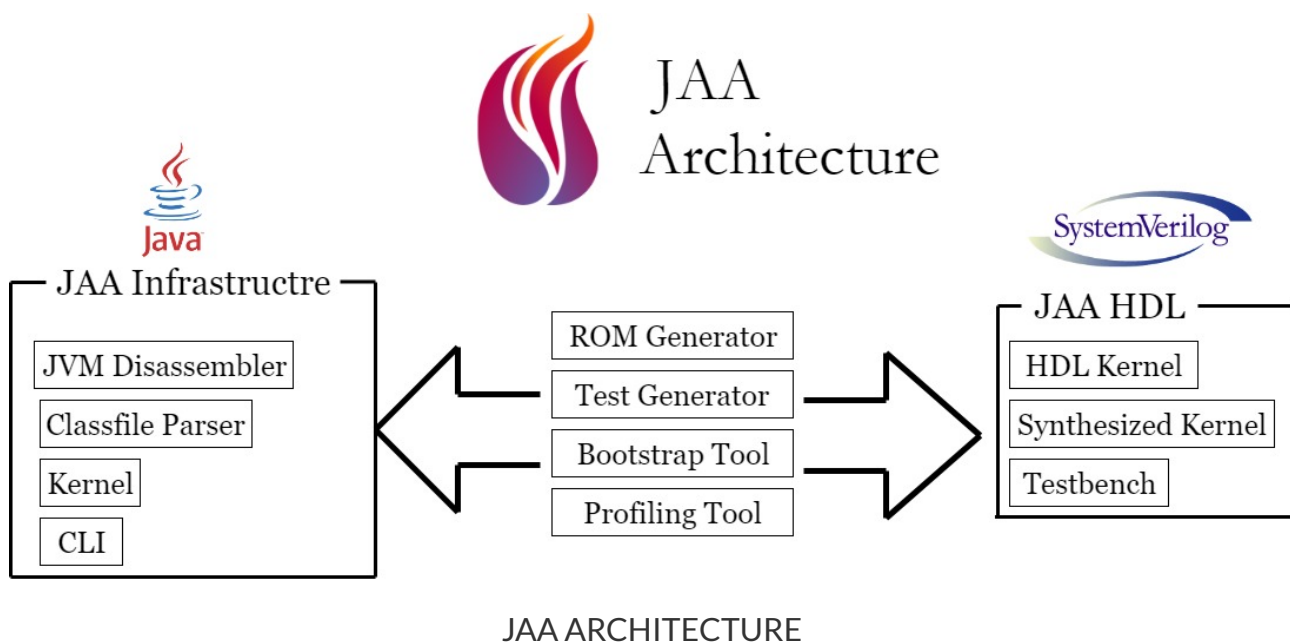 JAA
Architecture
Java
SystemVerilog
JAA Infrastructre
JVM Disassembler
Classfile Parser
Kernel
CLI
ROM Generator
Test Generator
Bootstrap Tool
Profiling Tool
JAA HDL
HDL Kernel
Synthesized Kernel
Testbench
JAA ARCHITECTURE